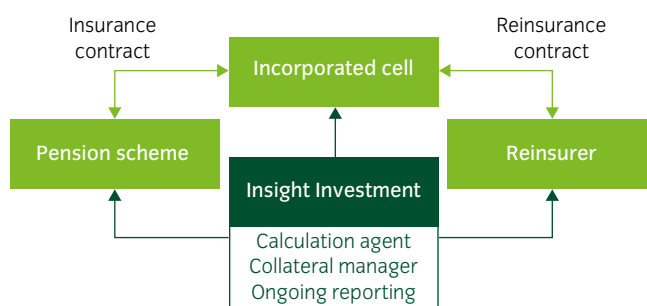 Insurance
contract
Reinsurance
contract
Incorporated cell
Pension scheme
Reinsurer
Insight Investment
Calculation agent
Collateral manager
Ongoing reporting